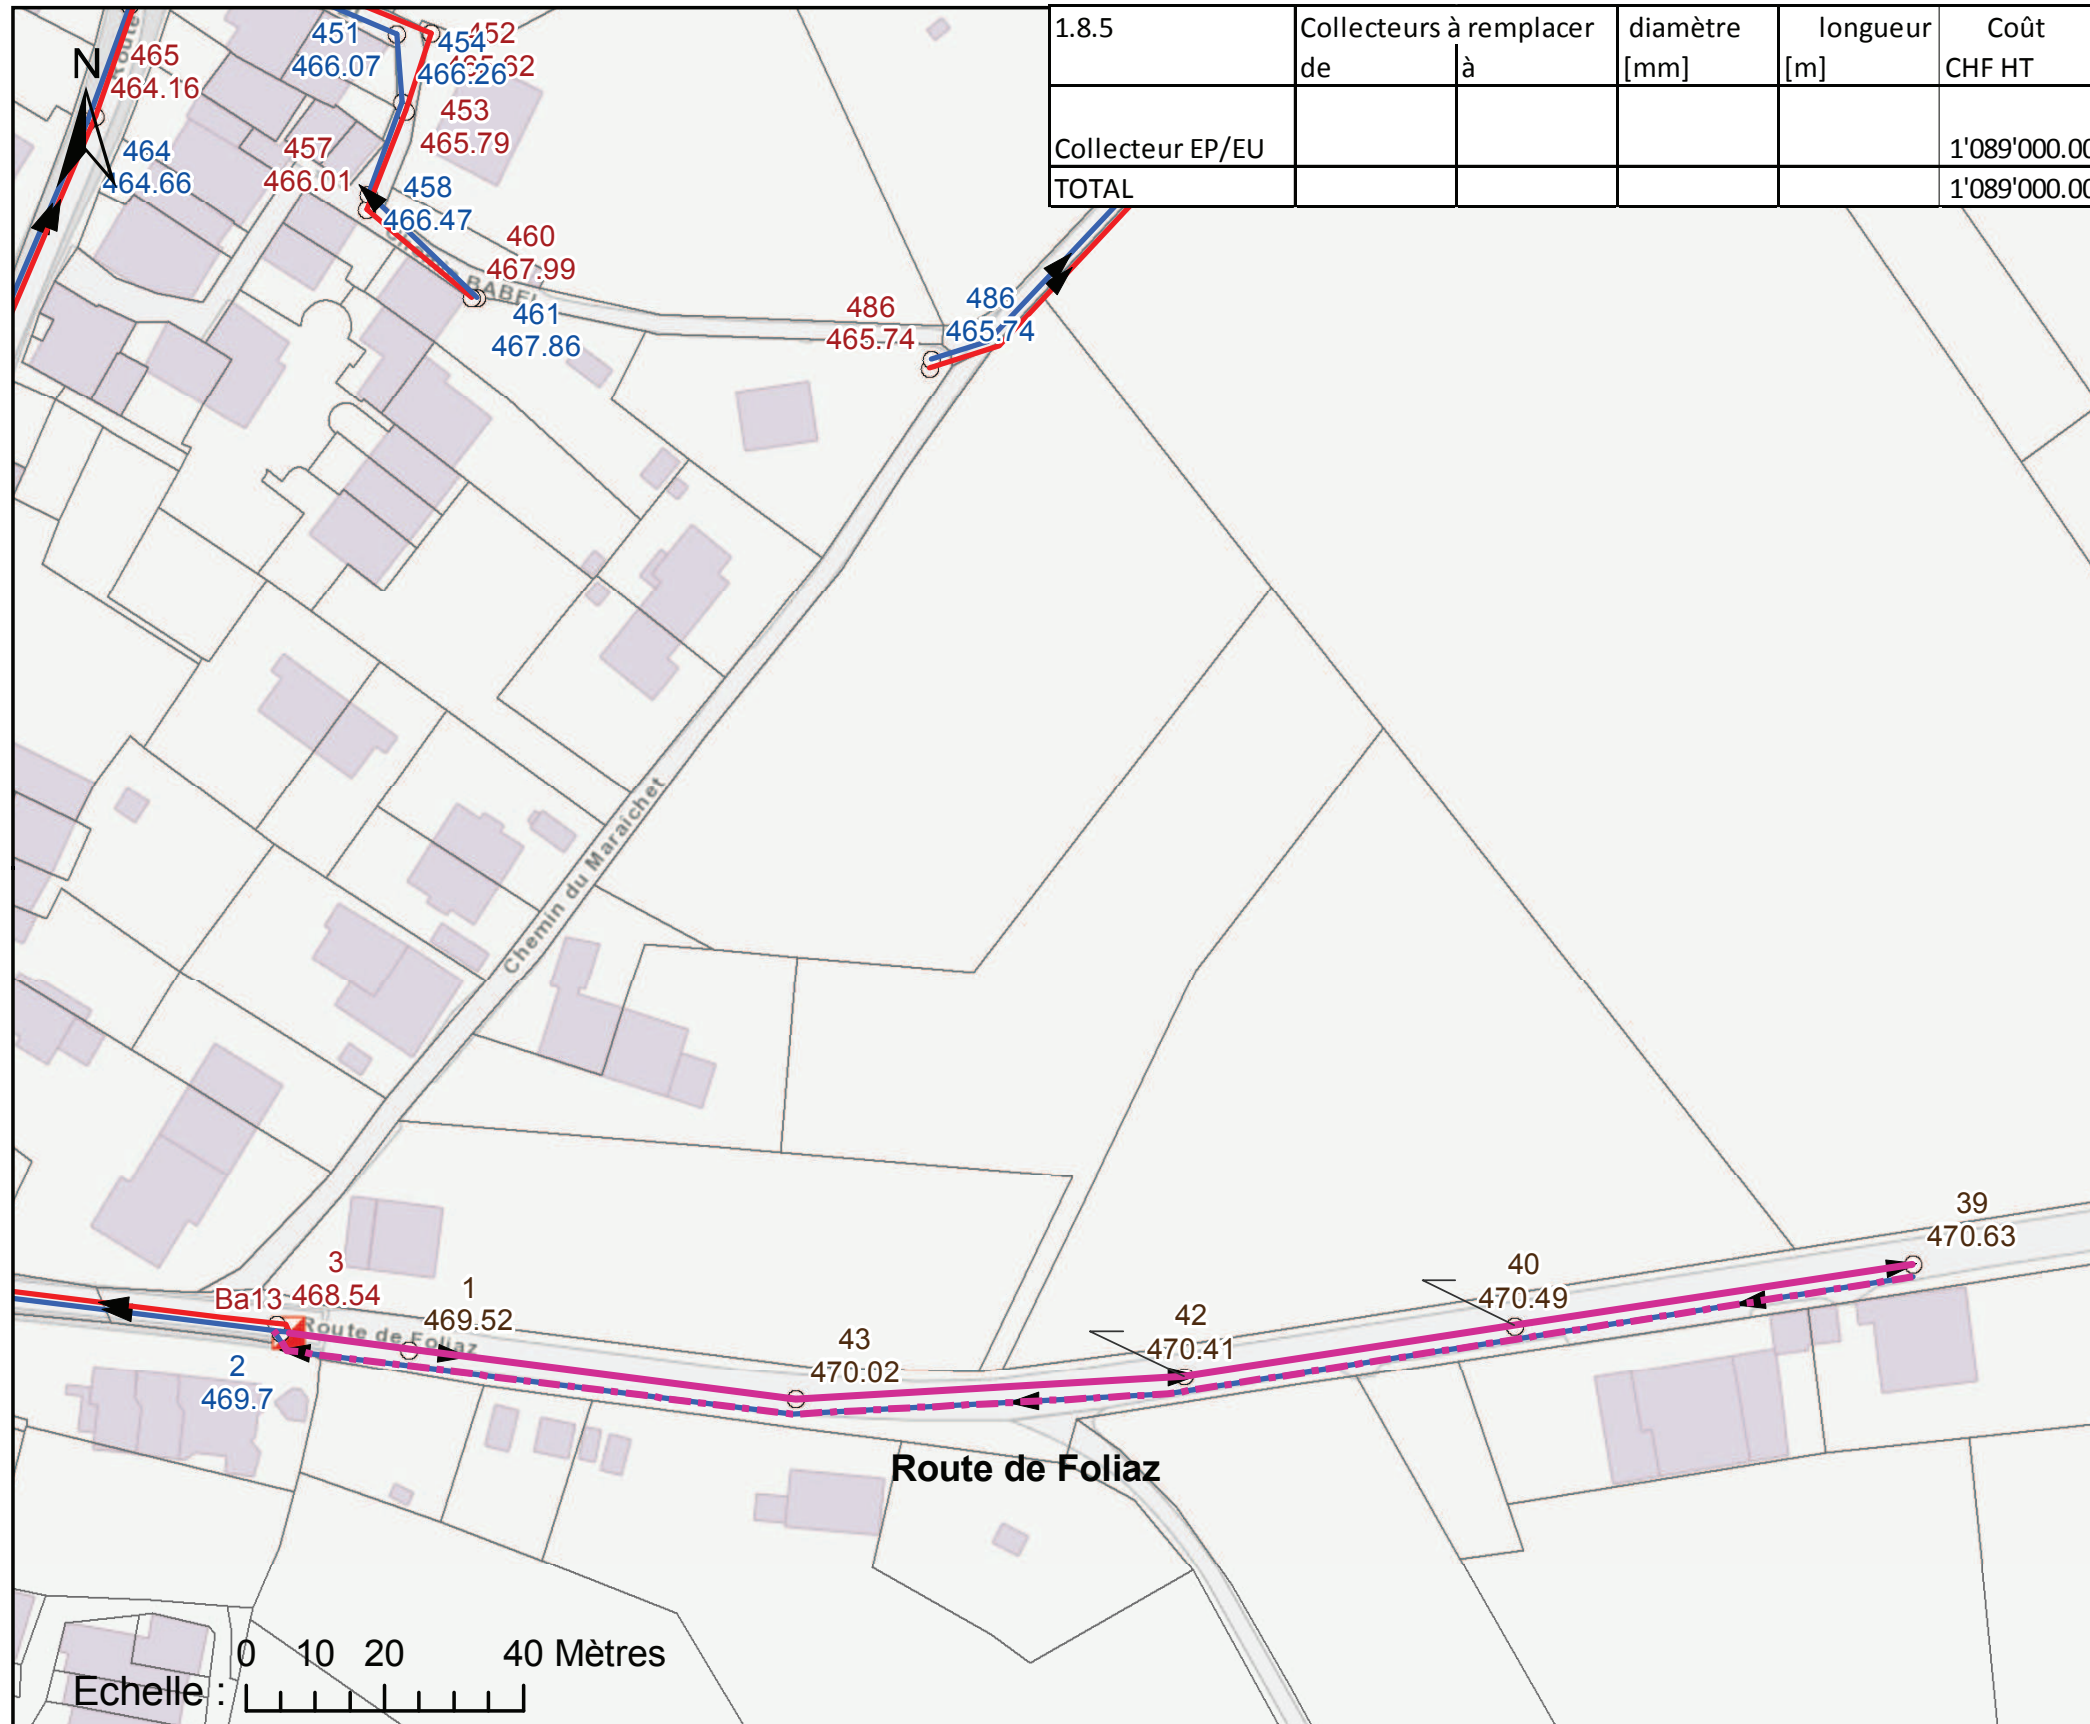 1.8.5 Collecteurs à remplacer diamètre longueur Coût
de à [mm] [m] CHF HT
Collecteur EP/EU 1'089'000.00
TOTAL 1'089'000.00
N
Route
465
464.16
464
464.66
451
466.07
452
454
466.26
453
465.79
457
466.01
458
466.47
460
467.99
BABEL
461
467.86
486
465.74
486
465.74
Chemin du Maraîchet
39
470.63
40
470.49
42
470.41
43
470.02
1
469.52
3
Ba13 468.54
Route de Foliaz
2
469.7
Route de Foliaz
0 10 20 40 Mètres
Echelle :